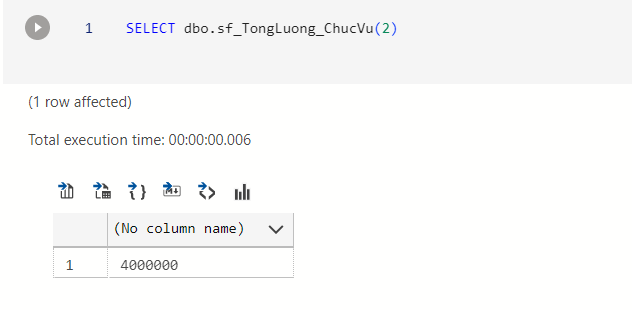 1 SELECT dbo.sf_TongLuong_ChucVu(2)
(1 row affected)
Total execution time: 00:00:00.006
(No column name)
1 4000000